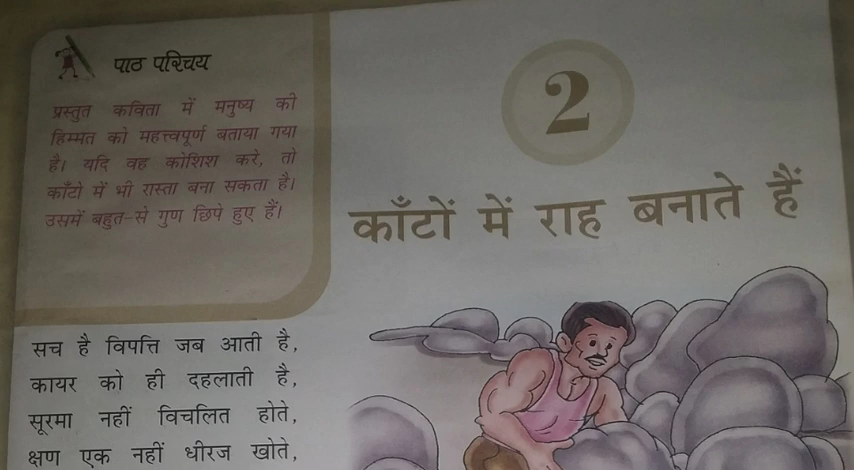 पाठ परिचय
प्रस्तुत कविता में मनुष्य की
हिम्मत को महत्त्वपूर्ण बताया गया
है। यदि वह कोशिश करे, तो
काँटो में भी रास्ता बना सकता है।
उसमें बहुत-से गुण छिपे हुए हैं।
2
काँटों में राह बनाते हैं
सच है विपत्ति जब आती है,
कायर को ही दहलाती है,
सूरमा नहीं विचलित होते,
क्षण एक नहीं धीरज खोते,